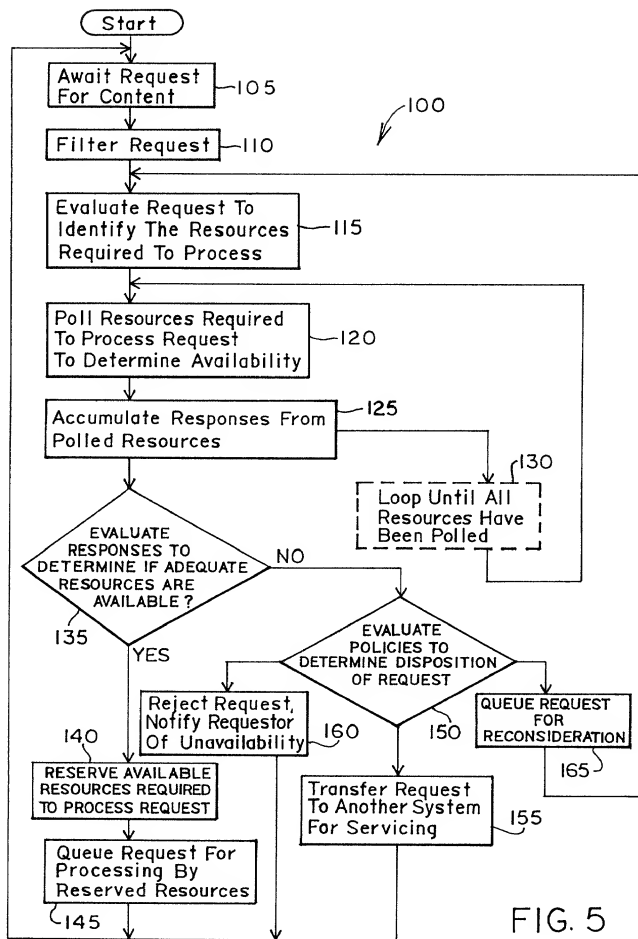 Start
Await Request
For Content
105
100
Filter Request
110
Evaluate Request To
Identify The Resources
Required To Process
115
Poll Resources Required
To Process Request
To Determine Availability
120
Accumulate Responses From
Polled Resources
125
130
Loop Until All
Resources Have
Been Polled
EVALUATE
RESPONSES TO
DETERMINE IF ADEQUATE
RESOURCES ARE
AVAILABLE ?
135
NO
YES
EVALUATE
POLICIES TO
DETERMINE DISPOSITION
OF REQUEST
150
Reject Request,
Notify Requestor
Of Unavailability
160
QUEUE REQUEST
FOR
RECONSIDERATION
165
140
RESERVE AVAILABLE
RESOURCES REQUIRED
TO PROCESS REQUEST
Transfer Request
To Another System
For Servicing
155
Queue Request For
Processing By
Reserved Resources
145
FIG. 5